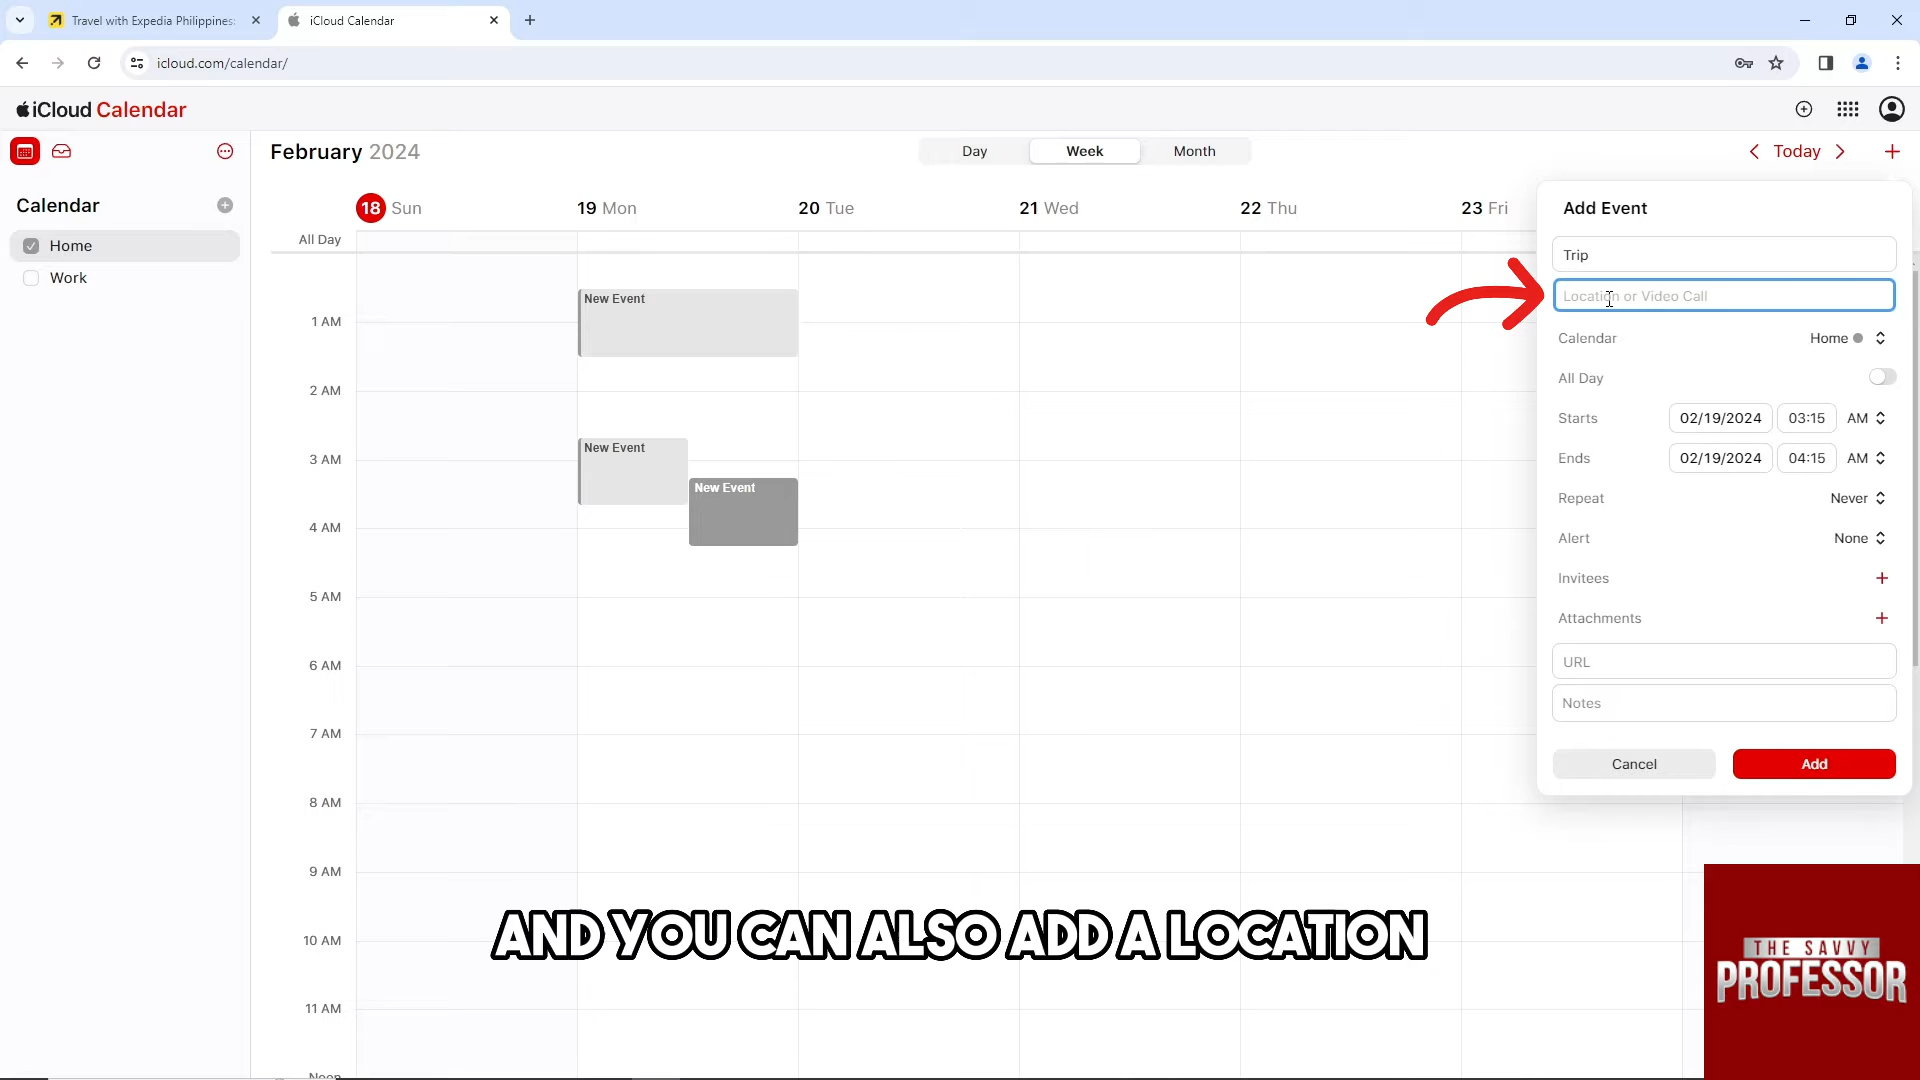 Travel with Expedia Philippines
iCloud Calendar
icloud.com/calendar/
iCloud Calendar
February 2024
Day
Week
Month
Today
Calendar
Home
Work
18 Sun
19 Mon
20 Tue
21 Wed
22 Thu
23 Fri
All Day
1 AM
2 AM
3 AM
4 AM
5 AM
6 AM
7 AM
8 AM
9 AM
10 AM
11 AM
Noon
New Event
New Event
New Event
Add Event
Trip
Location or Video Call
Calendar Home
All Day
Starts 02/19/2024 03:15 AM
Ends 02/19/2024 04:15 AM
Repeat Never
Alert None
Invitees
Attachments
URL
Notes
Cancel
Add
AND YOU CAN ALSO ADD A LOCATION
THE SAVVY
PROFESSOR